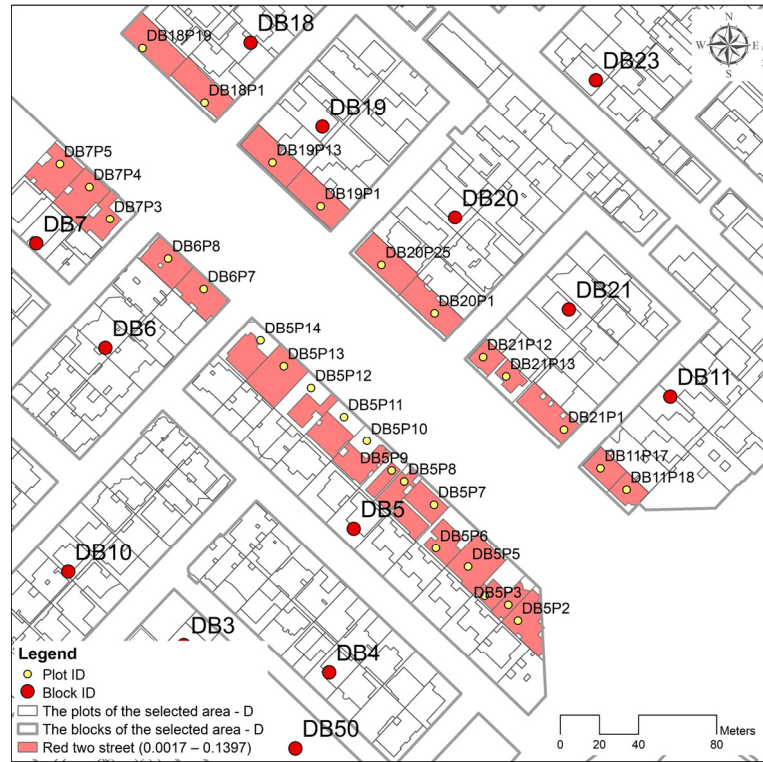 DB18
DB18P19
N
W
E
S
DB23
DB18P1
DB19
DB7P5
DB19P13
DB7P4
DB19P1
DB20
DB7P3
DB7
DB6P8
DB20P25
DB6P7
DB20P1
DB21
DB6
DB5P14
DB21P12
DB5P13
DB21P13
DB5P12
DB11
DB5P11
DB21P1
DB5P10
DB5P9
DB11P17
DB5P8
DB11P18
DB5P7
DB5
DB5P6
DB10
DB5P5
DB5P3
DB5P2
DB3
DB4
Legend
Plot ID
Block ID
The plots of the selected area - D
The blocks of the selected area - D
Red two street (0.0017 – 0.1397)
DB50
Meters
0 20 40 80